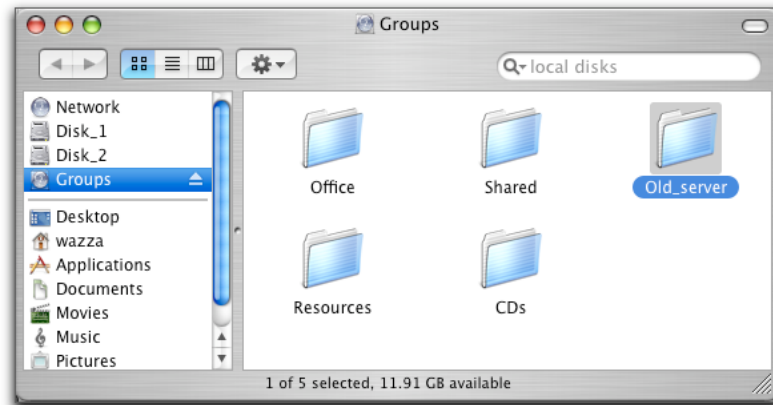 Groups
local disks
Network
Disk_1
Disk_2
Groups
Desktop
wazza
Applications
Documents
Movies
Music
Pictures
Office
Shared
Old_server
Resources
CDs
1 of 5 selected, 11.91 GB available